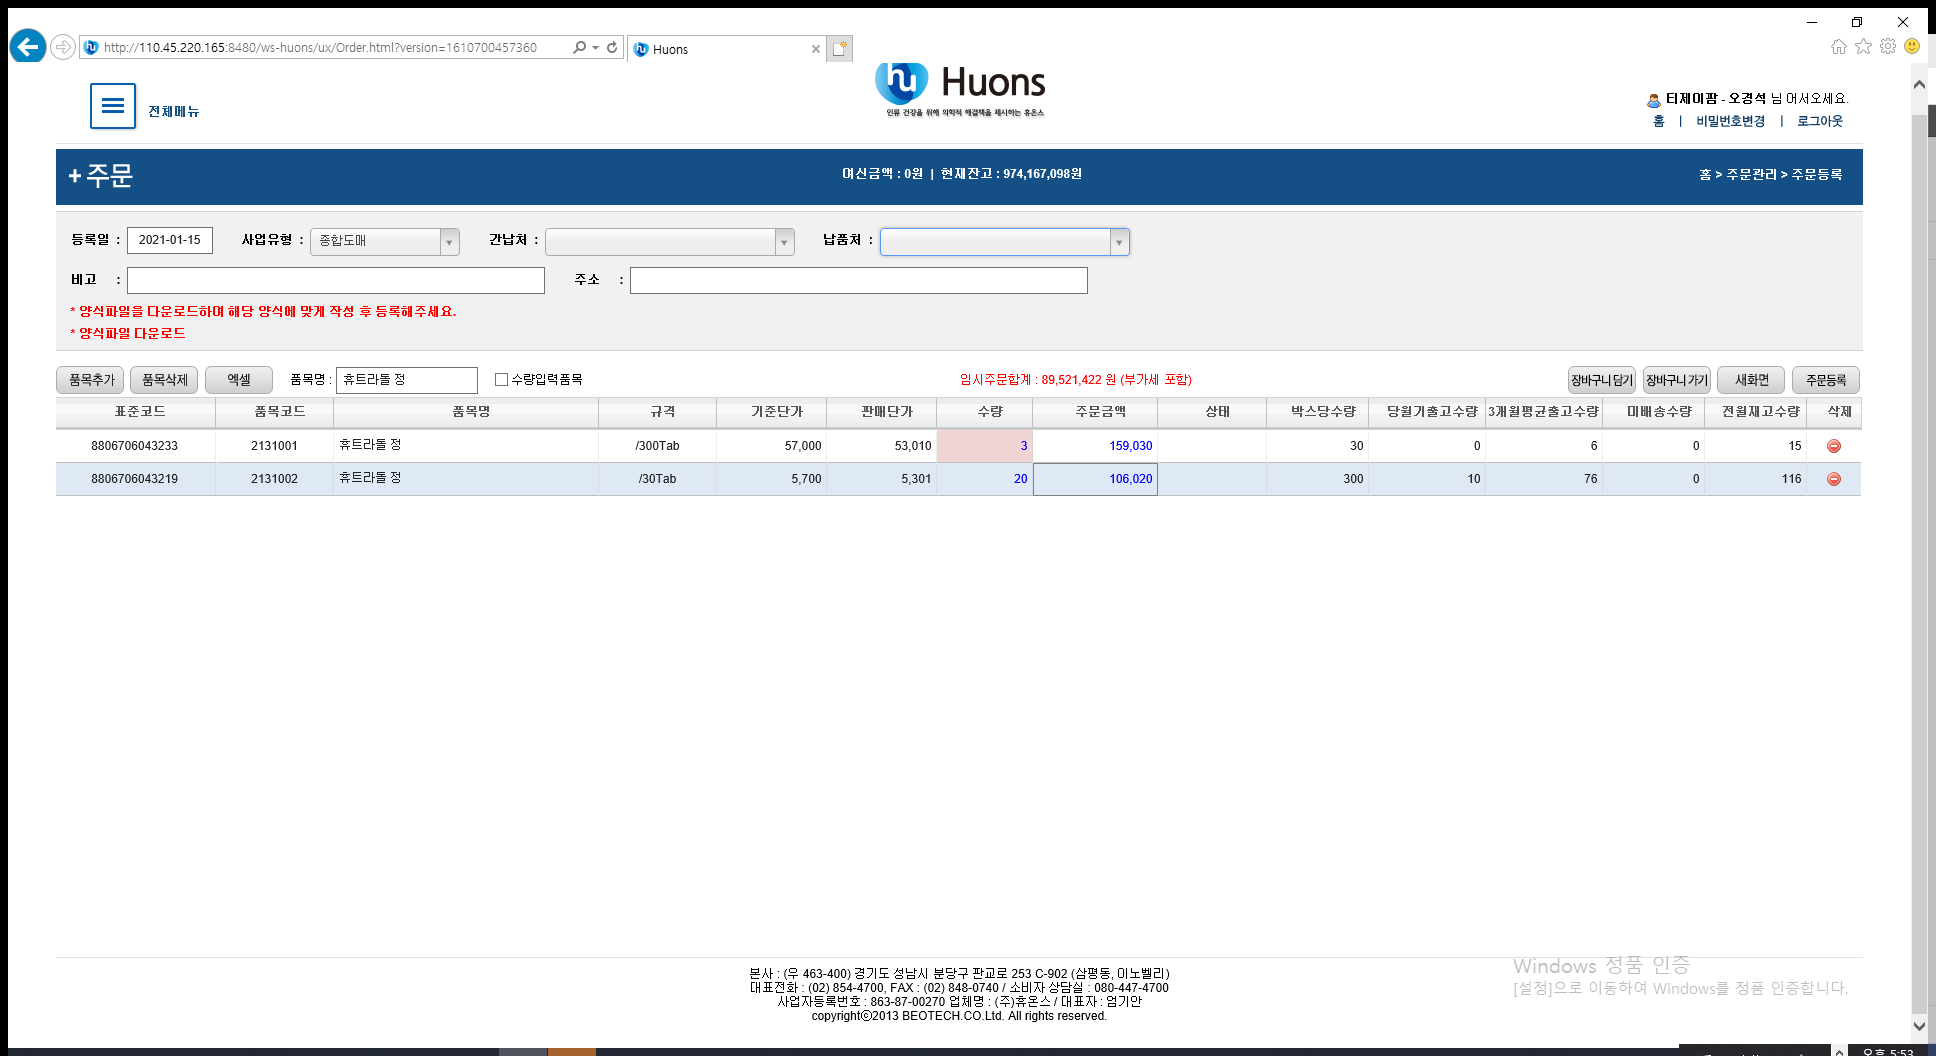 http://110.45.220.165:8480/ws-huons/ux/Order.html?version=1610700457360
Huons
hu Huons
인류 건강을 위해 의학적 해결책을 제시하는 휴온스
전체메뉴
티제이팜 - 오경석 님 어서오세요.
홈 | 비밀번호변경 | 로그아웃
+ 주문
여신금액 : 0원 | 현재잔고 : 974,167,098원
홈 > 주문관리 > 주문등록
등록일 : 2021-01-15 사업유형 : 종합도매 간납처 : 납품처 :
비고 : 주소 :
* 양식파일을 다운로드하여 해당 양식에 맞게 작성 후 등록해주세요.
* 양식파일 다운로드
품목추가 품목삭제 엑셀 품목명 : 휴트라돌 정 수량입력품목 임시주문합계 : 89,521,422 원 (부가세 포함) 장바구니담기 장바구니가기 새화면 주문등록
표준코드 품목코드 품목명 규격 기준단가 판매단가 수량 주문금액 상태 박스당수량 당월기출고수량 3개월평균출고수량 미배송수량 전월재고수량 삭제
8806706043233 2131001 휴트라돌 정 /300Tab 57,000 53,010 3 159,030 30 0 6 0 15
8806706043219 2131002 휴트라돌 정 /30Tab 5,700 5,301 20 106,020 300 10 76 0 116
본사 : (우 463-400) 경기도 성남시 분당구 판교로 253 C-902 (삼평동, 이노밸리)
대표전화 : (02) 854-4700, FAX : (02) 848-0740 / 소비자 상담실 : 080-447-4700
사업자등록번호 : 863-87-00270 업체명 : (주)휴온스 / 대표자 : 엄기안
copyrightⓒ2013 BEOTECH.CO.Ltd. All rights reserved.
Windows 정품 인증
[설정]으로 이동하여 Windows를 정품 인증합니다.
오후 5:53